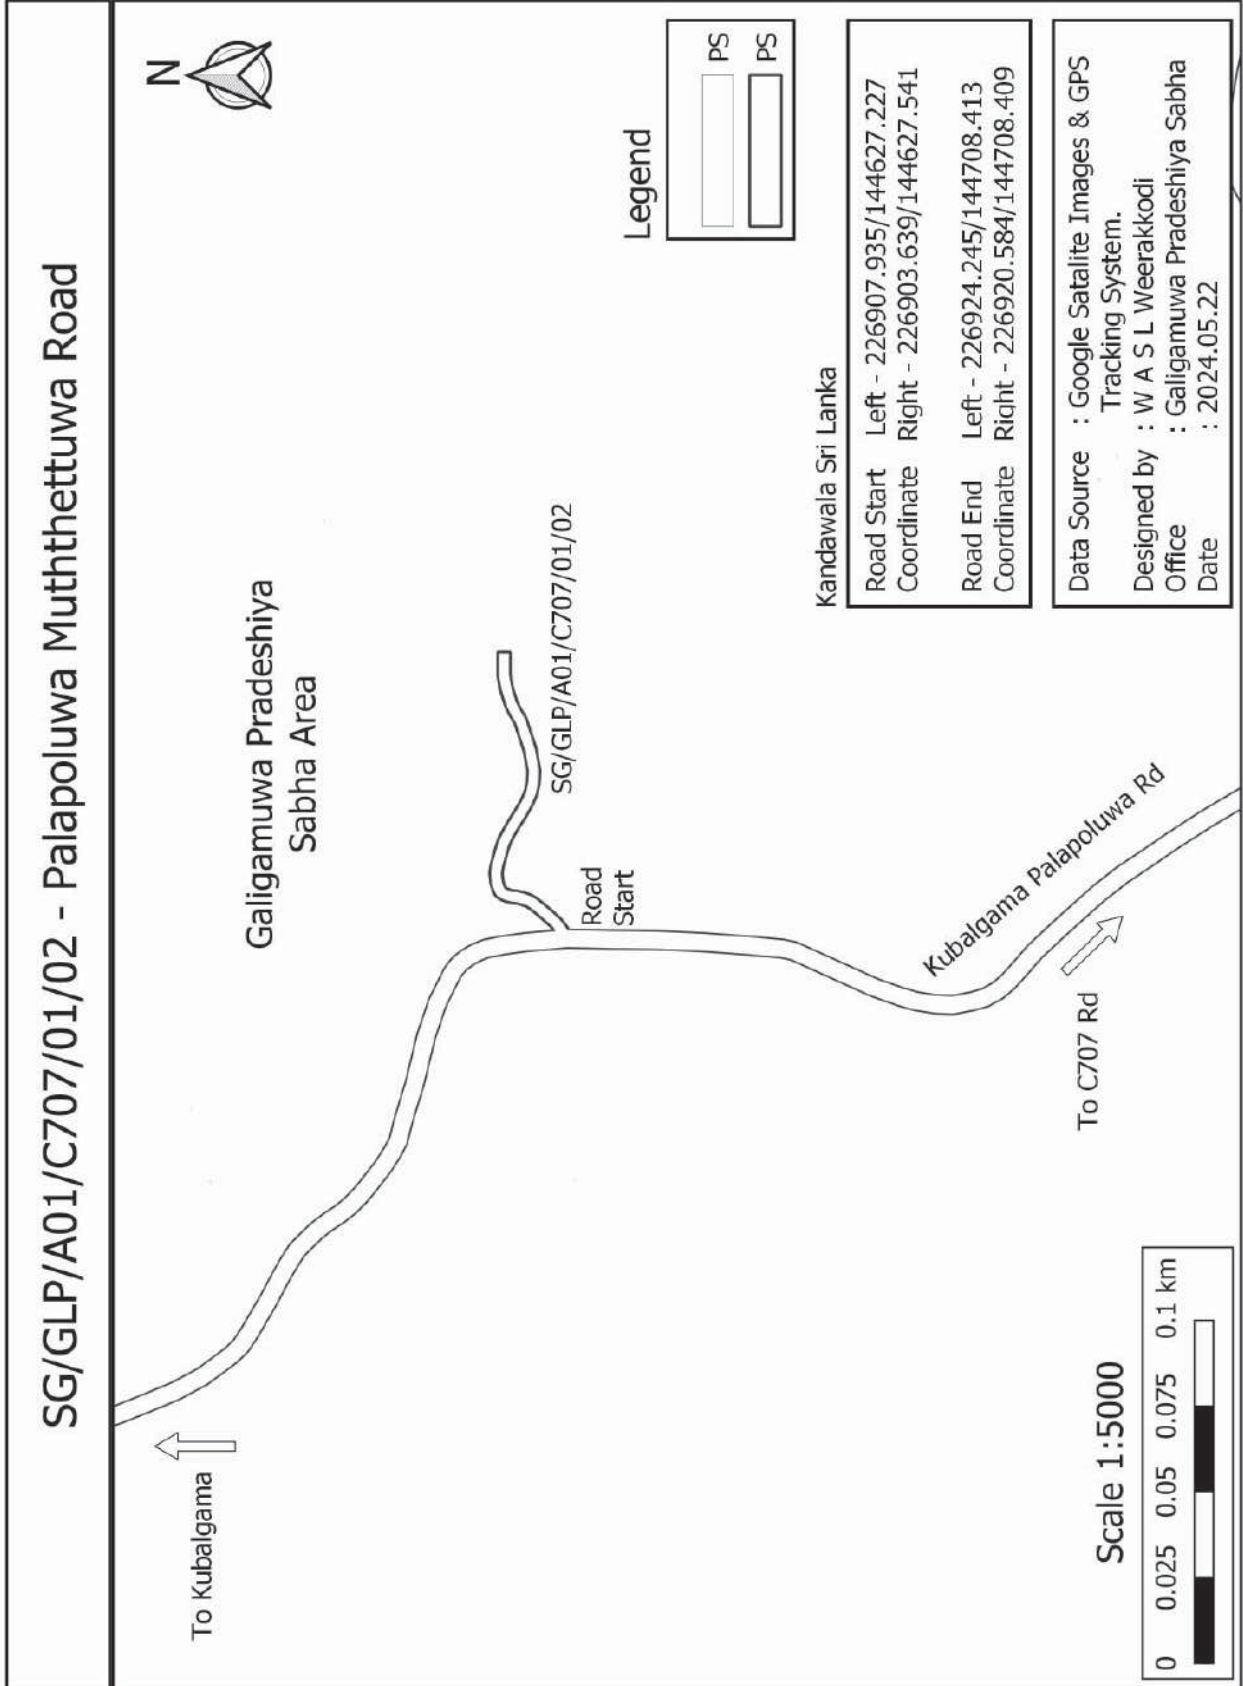 SG/GLP/A01/C707/01/02 - Palapoluwa Muththettuwa Road
N
To Kubalgama
Galigamuwa Pradeshiya
Sabha Area
SG/GLP/A01/C707/01/02
Road
Start
Kubalgama Palapoluwa Rd
To C707 Rd
Legend
PS
PS
Kandawala Sri Lanka
Road Start Left - 226907.935/144627.227
Coordinate Right - 226903.639/144627.541
Road End Left - 226924.245/144708.413
Coordinate Right - 226920.584/144708.409
Data Source : Google Satalite Images & GPS
Tracking System.
Designed by : W A S L Weerakkodi
Office : Galigamuwa Pradeshiya Sabha
Date : 2024.05.22
Scale 1:5000
0 0.025 0.05 0.075 0.1 km